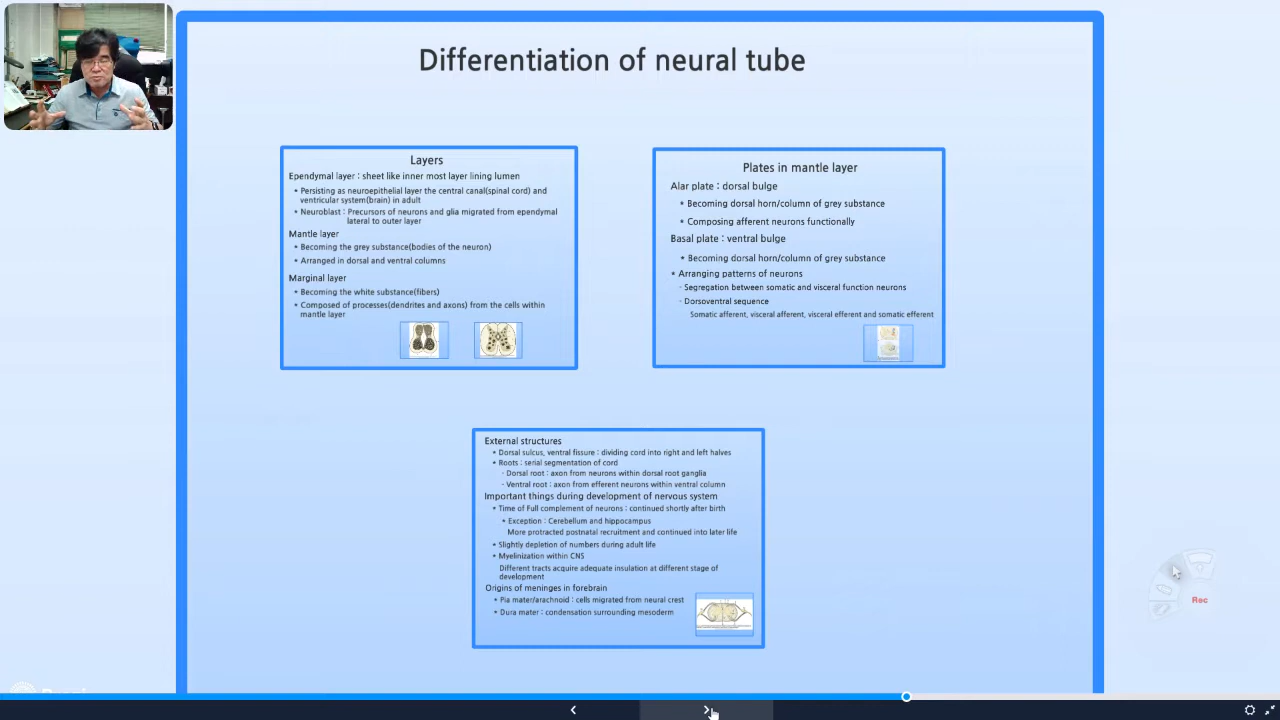 Differentiation of neural tube
Layers
Ependymal layer : sheet like inner most layer lining lumen
• Persisting as neuroepithelial layer the central canal(spinal cord) and
ventricular system(brain) in adult
• Neuroblast : Precursors of neurons and glia migrated from ependymal
lateral to outer layer
Mantle layer
• Becoming the grey substance(bodies of the neuron)
• Arranged in dorsal and ventral columns
Marginal layer
• Becoming the white substance(fibers)
• Composed of processes(dendrites and axons) from the cells within
mantle layer
Plates in mantle layer
Alar plate : dorsal bulge
• Becoming dorsal horn/column of grey substance
• Composing afferent neurons functionally
Basal plate : ventral bulge
• Becoming dorsal horn/column of grey substance
• Arranging patterns of neurons
- Segregation between somatic and visceral function neurons
- Dorsoventral sequence
Somatic afferent, visceral afferent, visceral efferent and somatic efferent
External structures
• Dorsal sulcus, ventral fissure : dividing cord into right and left halves
• Roots : serial segmentation of cord
- Dorsal root : axon from neurons within dorsal root ganglia
- Ventral root : axon from efferent neurons within ventral column
Important things during development of nervous system
• Time of Full complement of neurons : continued shortly after birth
• Exception : Cerebellum and hippocampus
More protracted postnatal recruitment and continued into later life
• Slightly depletion of numbers during adult life
• Myelinization within CNS
Different tracts acquire adequate insulation at different stage of
development
Origins of meninges in forebrain
• Pia mater/arachnoid : cells migrated from neural crest
• Dura mater : condensation surrounding mesoderm
Rec